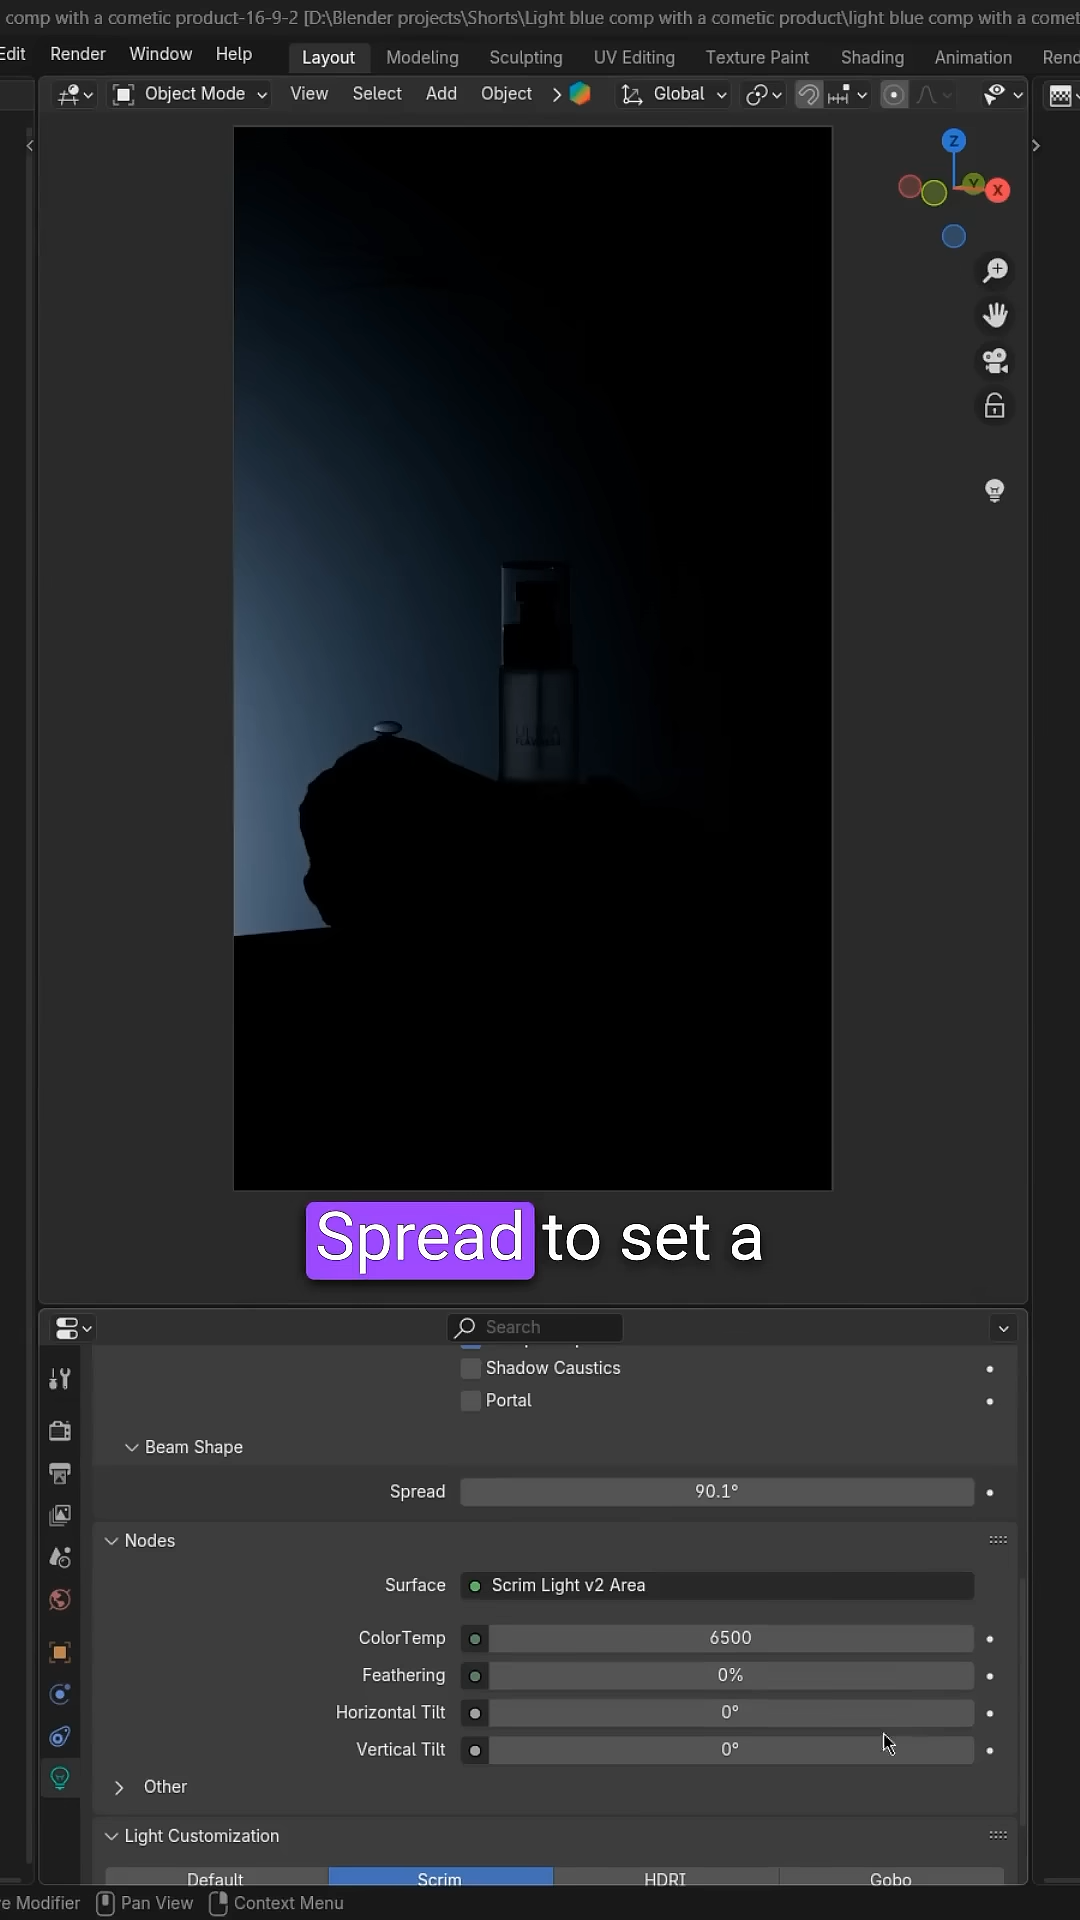 comp with a cometic product-16-9-2 [D:\Blender projects\Shorts\Light blue comp with a cometic product\light blue comp with a comet
Edit Render Window Help Layout Modeling Sculpting UV Editing Texture Paint Shading Animation Rend
Object Mode View Select Add Object Global
Z
Y
X
Spread to set a
Search
Shadow Caustics
Portal
Beam Shape
Spread 90.1°
Nodes
Surface Scrim Light v2 Area
ColorTemp 6500
Feathering 0%
Horizontal Tilt 0°
Vertical Tilt 0°
Other
Light Customization
Default Scrim HDRI Gobo
re Modifier Pan View Context Menu